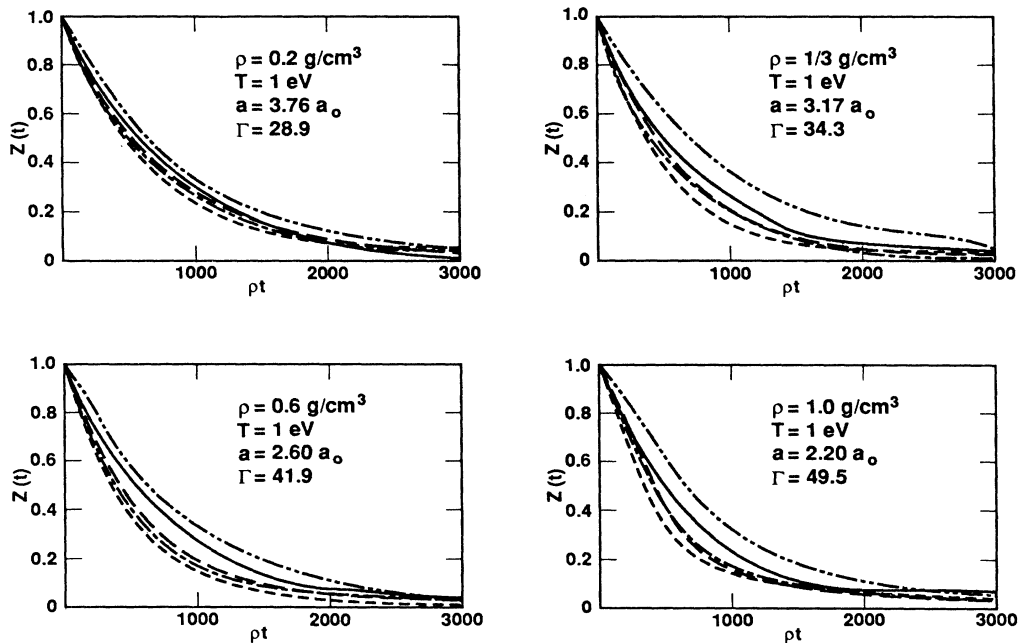 1.0
0.8
0.6
0.4
0.2
0
Z (t)
ρ = 0.2 g/cm³
T = 1 eV
a = 3.76 aₒ
Γ = 28.9
1000
2000
3000
ρt
1.0
0.8
0.6
0.4
0.2
0
Z (t)
ρ = 1/3 g/cm³
T = 1 eV
a = 3.17 aₒ
Γ = 34.3
1000
2000
3000
ρt
1.0
0.8
0.6
0.4
0.2
0
Z (t)
ρ = 0.6 g/cm³
T = 1 eV
a = 2.60 aₒ
Γ = 41.9
1000
2000
3000
ρt
1.0
0.8
0.6
0.4
0.2
0
Z (t)
ρ = 1.0 g/cm³
T = 1 eV
a = 2.20 aₒ
Γ = 49.5
1000
2000
3000
ρt